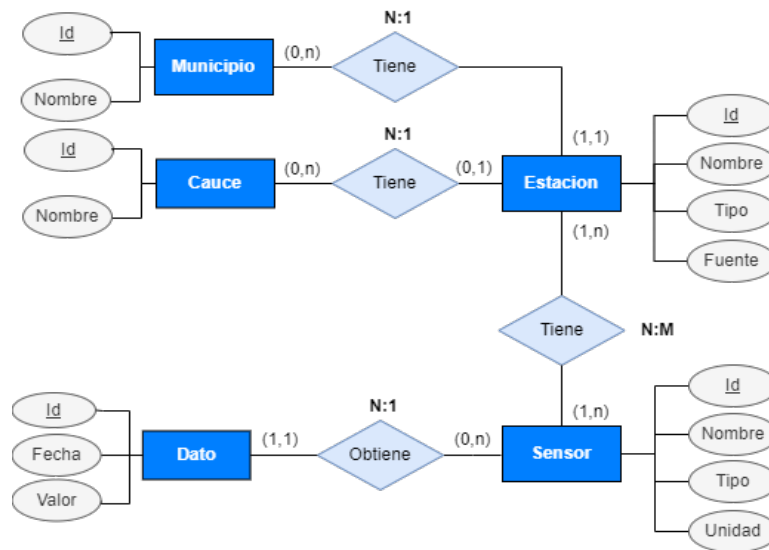 N:1
Id
Municipio
(0,n)
Tiene
Nombre
(1,1)
Id
N:1
Id
Cauce
(0,n)
Tiene
(0,1)
Estacion
Nombre
Nombre
Tipo
(1,n)
Fuente
Tiene
N:M
Id
(1,n)
Id
N:1
Nombre
Fecha
Dato
(1,1)
Obtiene
(0,n)
Sensor
Tipo
Valor
Unidad